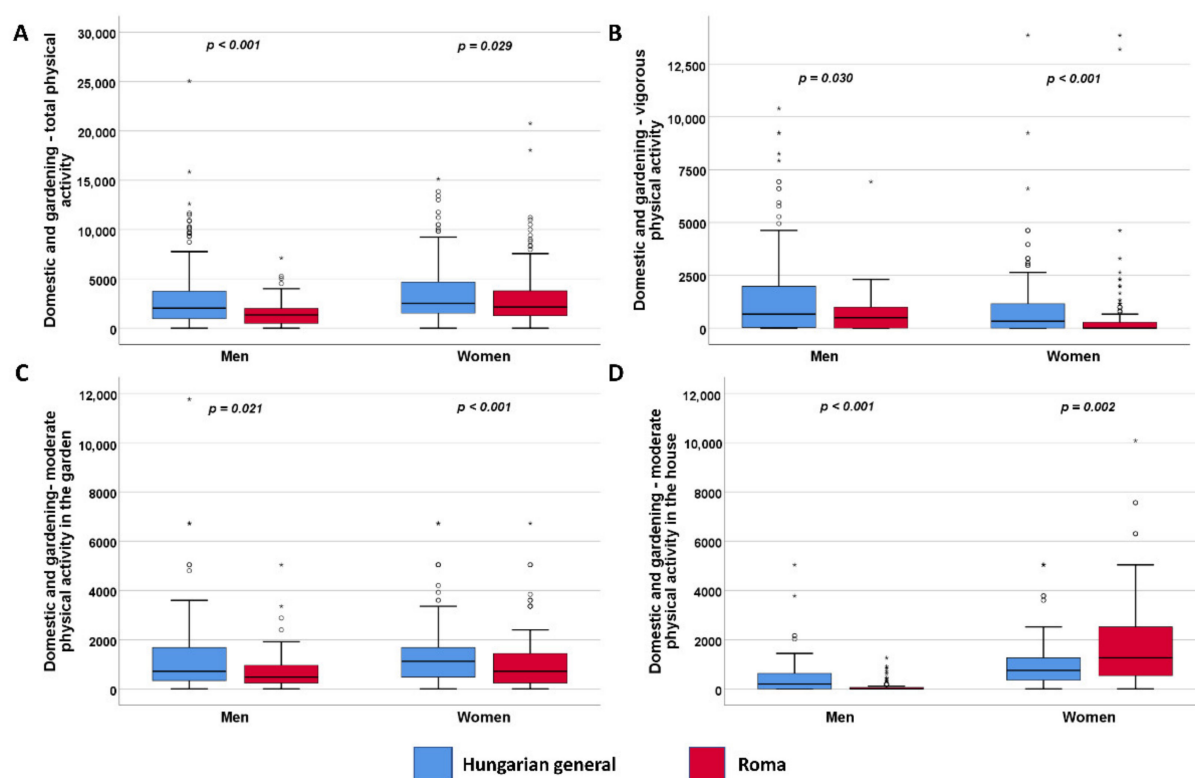 A
Domestic and gardening - total physical
activity
30,000
25,000
20,000
15,000
10,000
5000
0
p < 0.001
p = 0.029
Men
Women
B
Domestic and gardening - vigorous
physical activity
12,500
10,000
7500
5000
2500
0
p = 0.030
p < 0.001
Men
Women
C
Domestic and gardening- moderate
physical activity in the garden
12,000
10,000
8000
6000
4000
2000
0
p = 0.021
p < 0.001
Men
Women
D
Domestic and gardening - moderate
physical activity in the house
12,000
10,000
8000
6000
4000
2000
0
p < 0.001
p = 0.002
Men
Women
Hungarian general
Roma